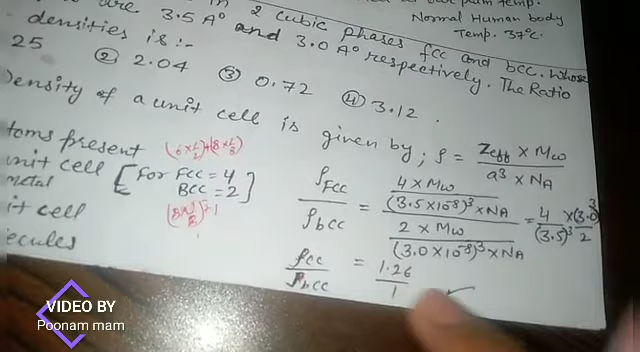 in 2 cubic phases fcc and bcc. whose
are 3.5 A° and 3.0 A° respectively. The Ratio
densities is :-
25 ② 2.04 ③ 0.72 ④ 3.12.
Normal Human body
Temp. 37°C.
Density of a unit cell is given by ; ρ = Zeff × Mw / a³ × NA
toms present (6×1/2)+(8×1/8)
unit cell [for FCC = 4
metal BCC = 2]
it cell
ecules
ρFCC / ρbcc = 4 × Mw / (3.5×10⁻⁸)³ × NA / 2 × Mw / (3.0×10⁻⁸)³ × NA = 4 / (3.5)³ × (3.0)³ / 2
fcc / ρbcc = 1.26 / 1
VIDEO BY
Poonam mam